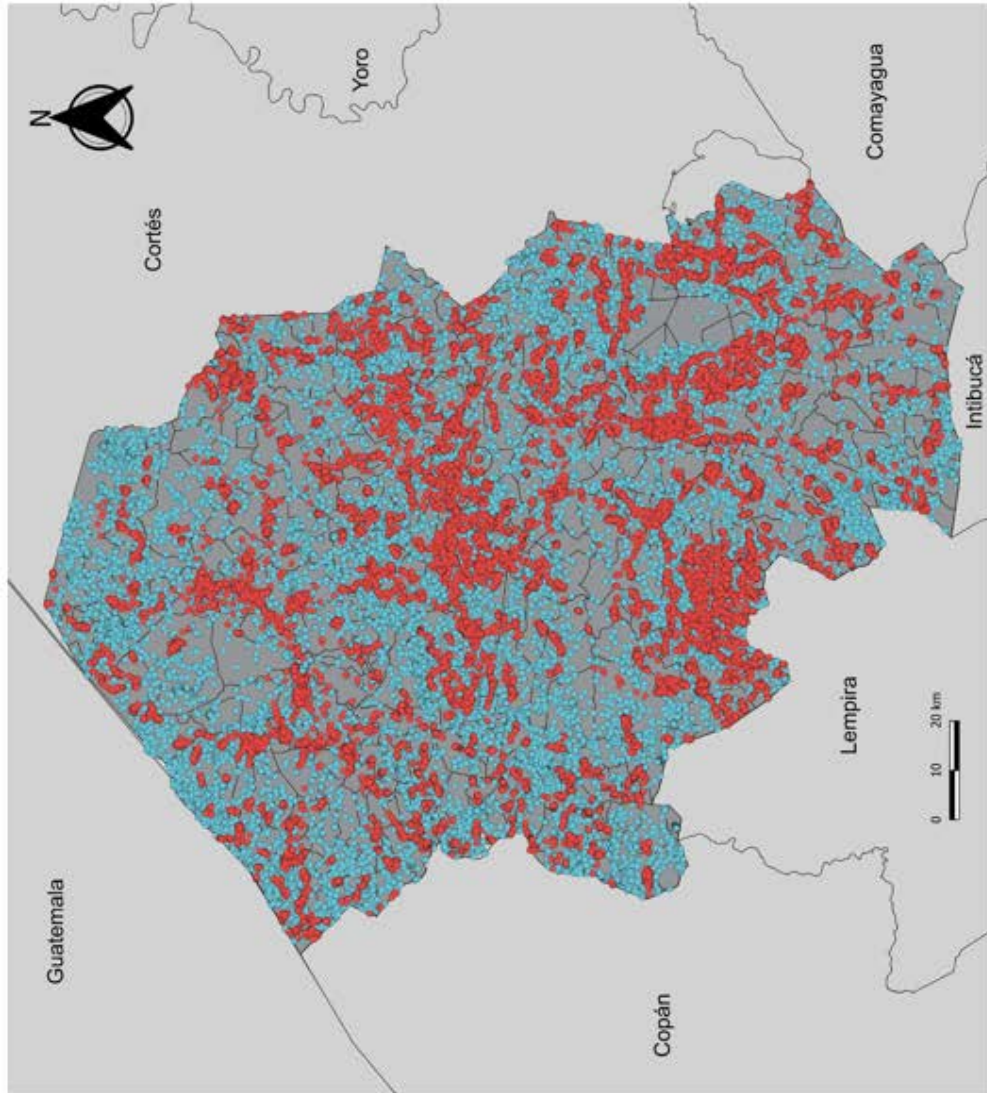 N
Guatemala
Cortés
Yoro
Comayagua
Copán
Lempira
Intibucá
0 10 20 km